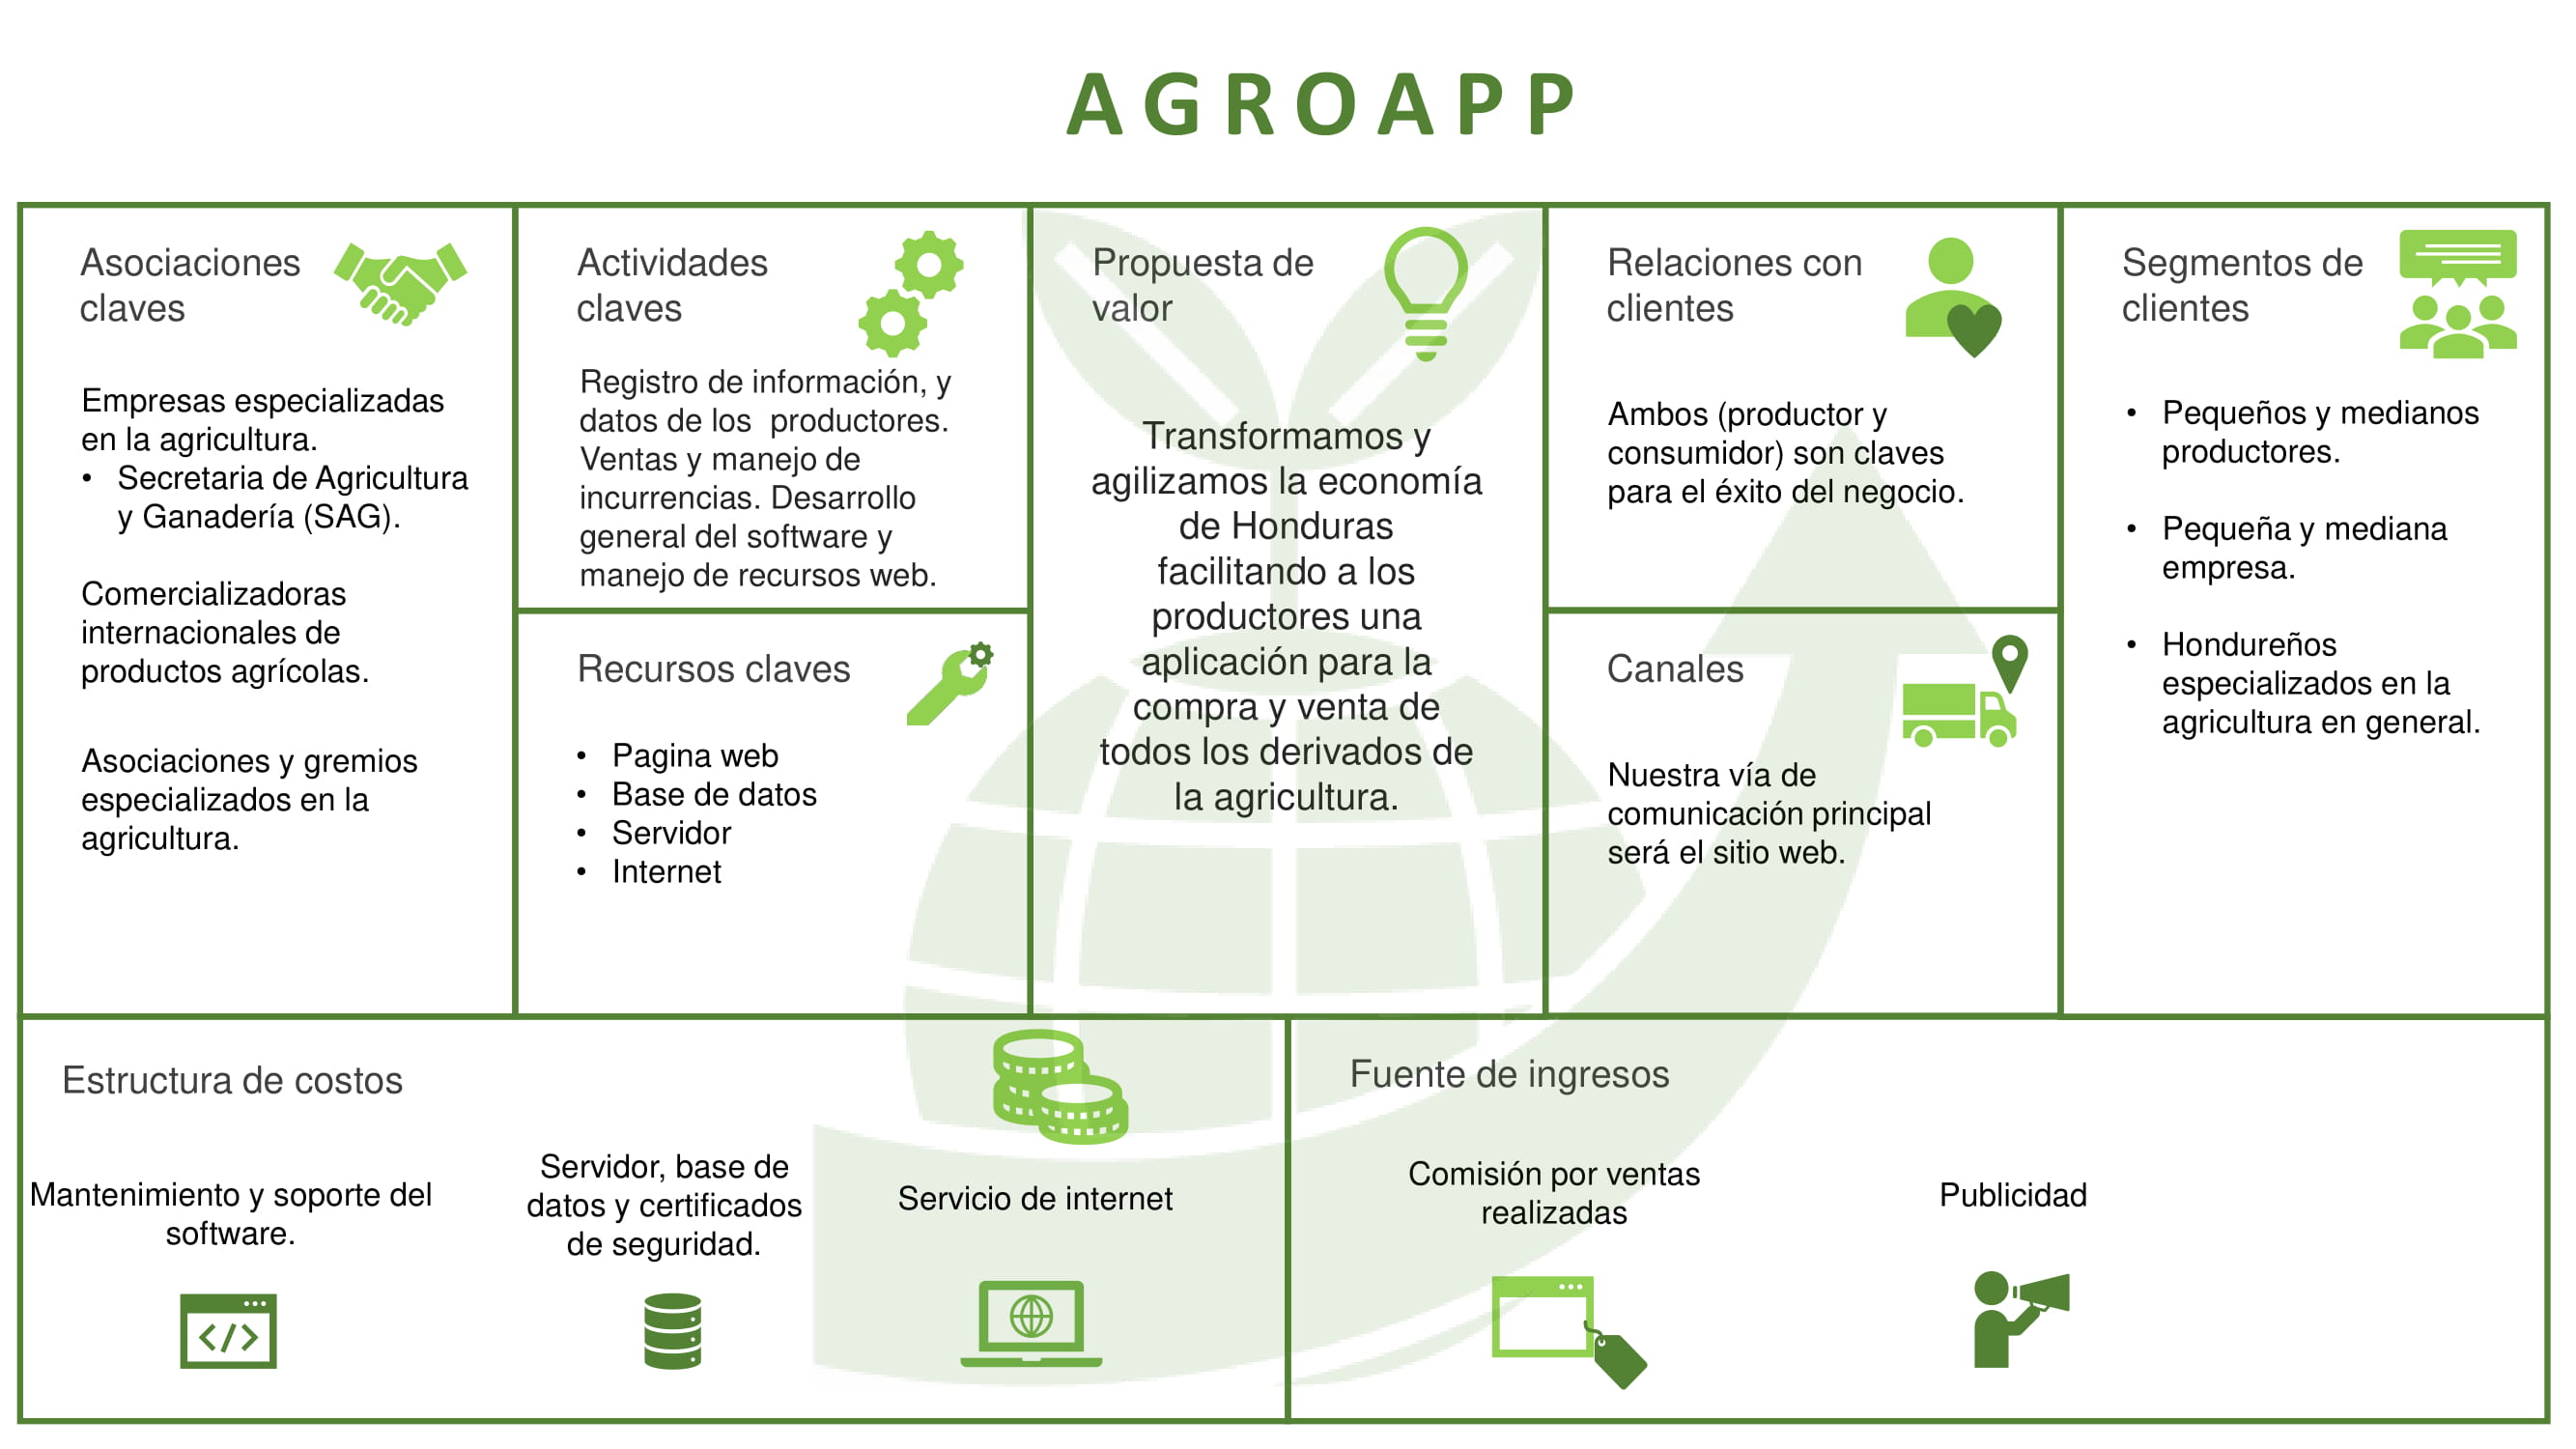 AGROAPP
Asociaciones
claves
Empresas especializadas
en la agricultura.
• Secretaria de Agricultura
y Ganadería (SAG).
Comercializadoras
internacionales de
productos agrícolas.
Asociaciones y gremios
especializados en la
agricultura.
Actividades
claves
Registro de información, y
datos de los productores.
Ventas y manejo de
incurrencias. Desarrollo
general del software y
manejo de recursos web.
Recursos claves
• Pagina web
• Base de datos
• Servidor
• Internet
Propuesta de
valor
Transformamos y
agilizamos la economía
de Honduras
facilitando a los
productores una
aplicación para la
compra y venta de
todos los derivados de
la agricultura.
Relaciones con
clientes
Ambos (productor y
consumidor) son claves
para el éxito del negocio.
Canales
Nuestra vía de
comunicación principal
será el sitio web.
Segmentos de
clientes
• Pequeños y medianos
productores.
• Pequeña y mediana
empresa.
• Hondureños
especializados en la
agricultura en general.
Estructura de costos
Mantenimiento y soporte del
software.
Servidor, base de
datos y certificados
de seguridad.
Servicio de internet
Fuente de ingresos
Comisión por ventas
realizadas
Publicidad